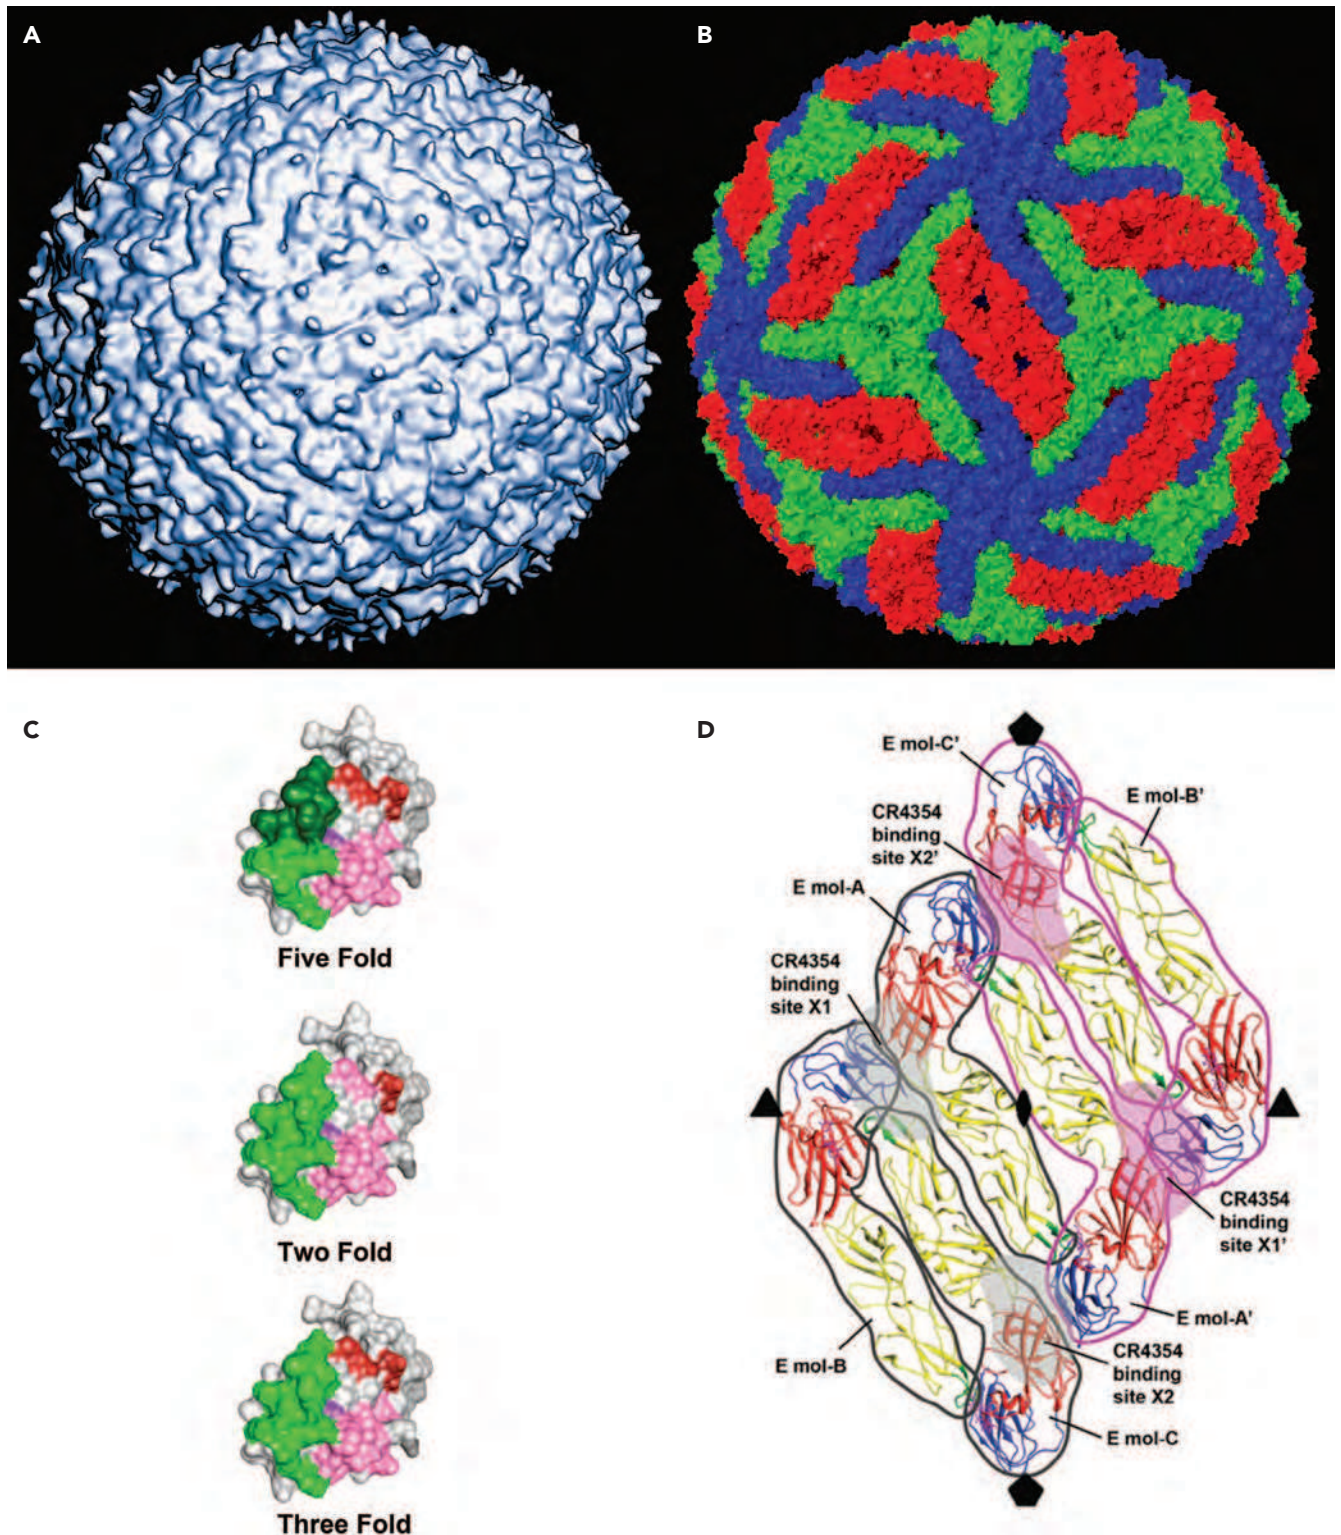 A
B
C
Five Fold
Two Fold
Three Fold
D
E mol-C'
E mol-B'
CR4354
binding
site X2'
E mol-A
CR4354
binding
site X1
CR4354
binding
site X1'
E mol-A'
E mol-B
CR4354
binding
site X2
E mol-C